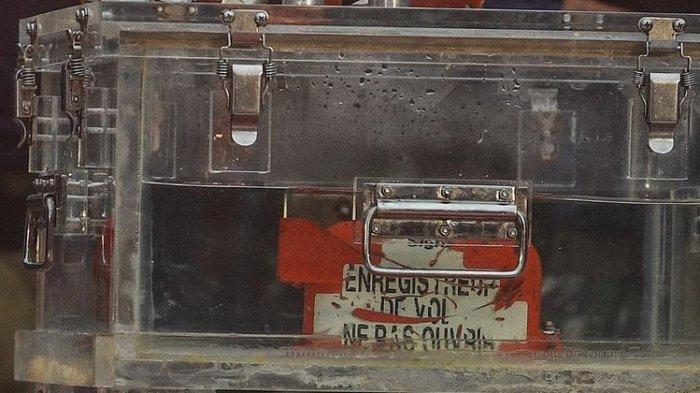 ENREGISTREUR
DE VOL
NE PAS OUVRIR